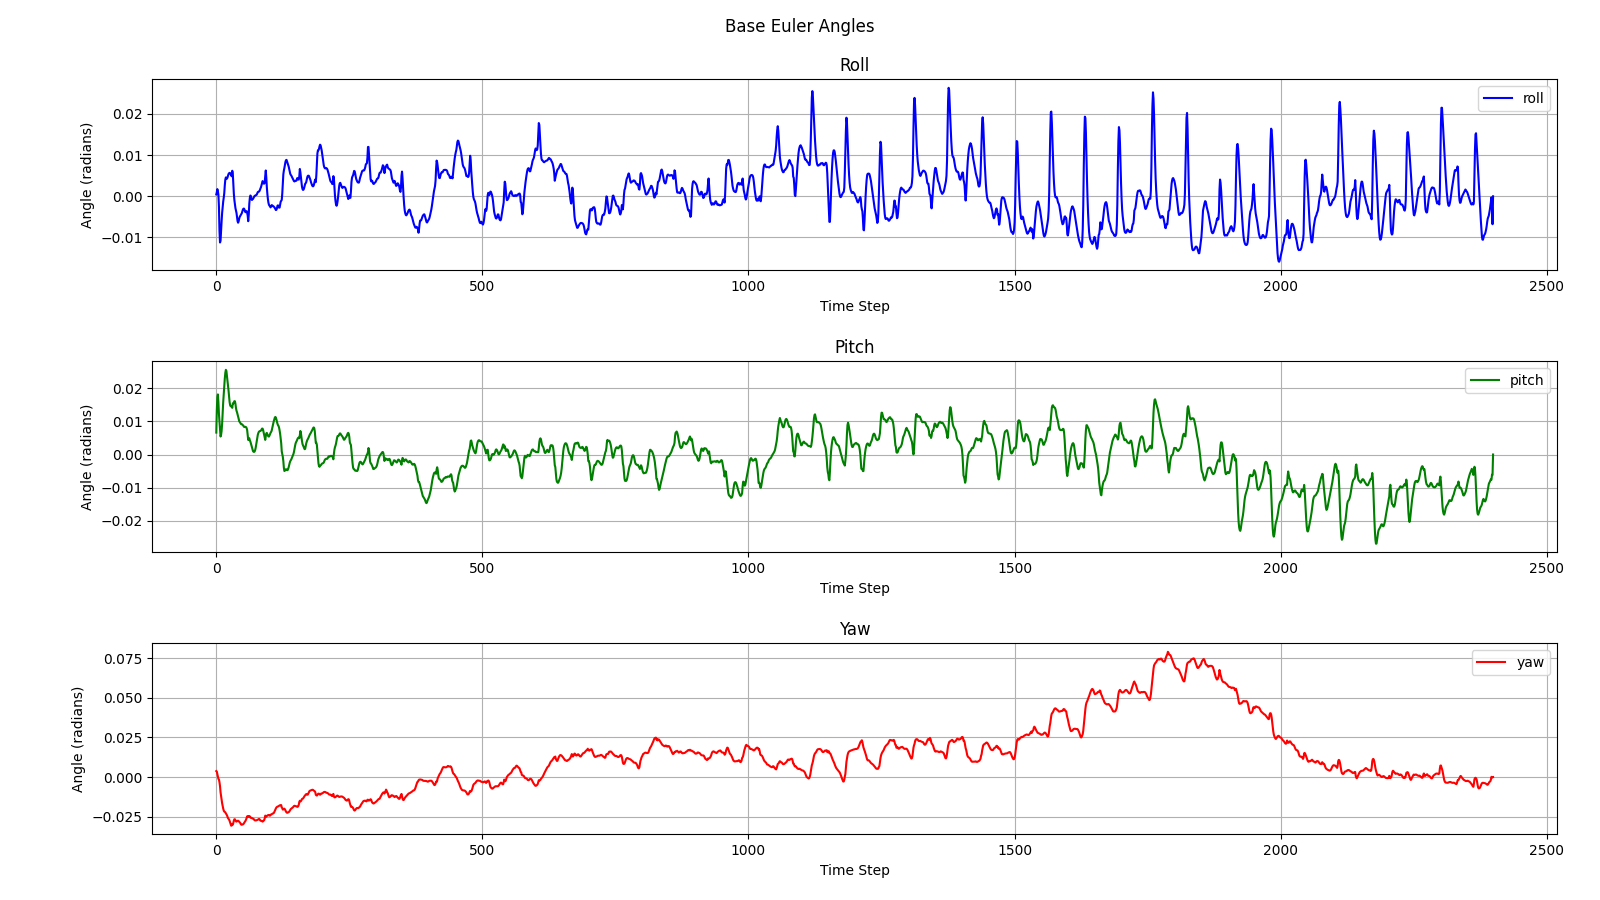 Base Euler Angles
Roll
Angle (radians)
0.02
0.01
0.00
−0.01
roll
0 500 1000 1500 2000 2500
Time Step
Pitch
Angle (radians)
0.02
0.01
0.00
−0.01
−0.02
pitch
0 500 1000 1500 2000 2500
Time Step
Yaw
Angle (radians)
0.075
0.050
0.025
0.000
−0.025
yaw
0 500 1000 1500 2000 2500
Time Step